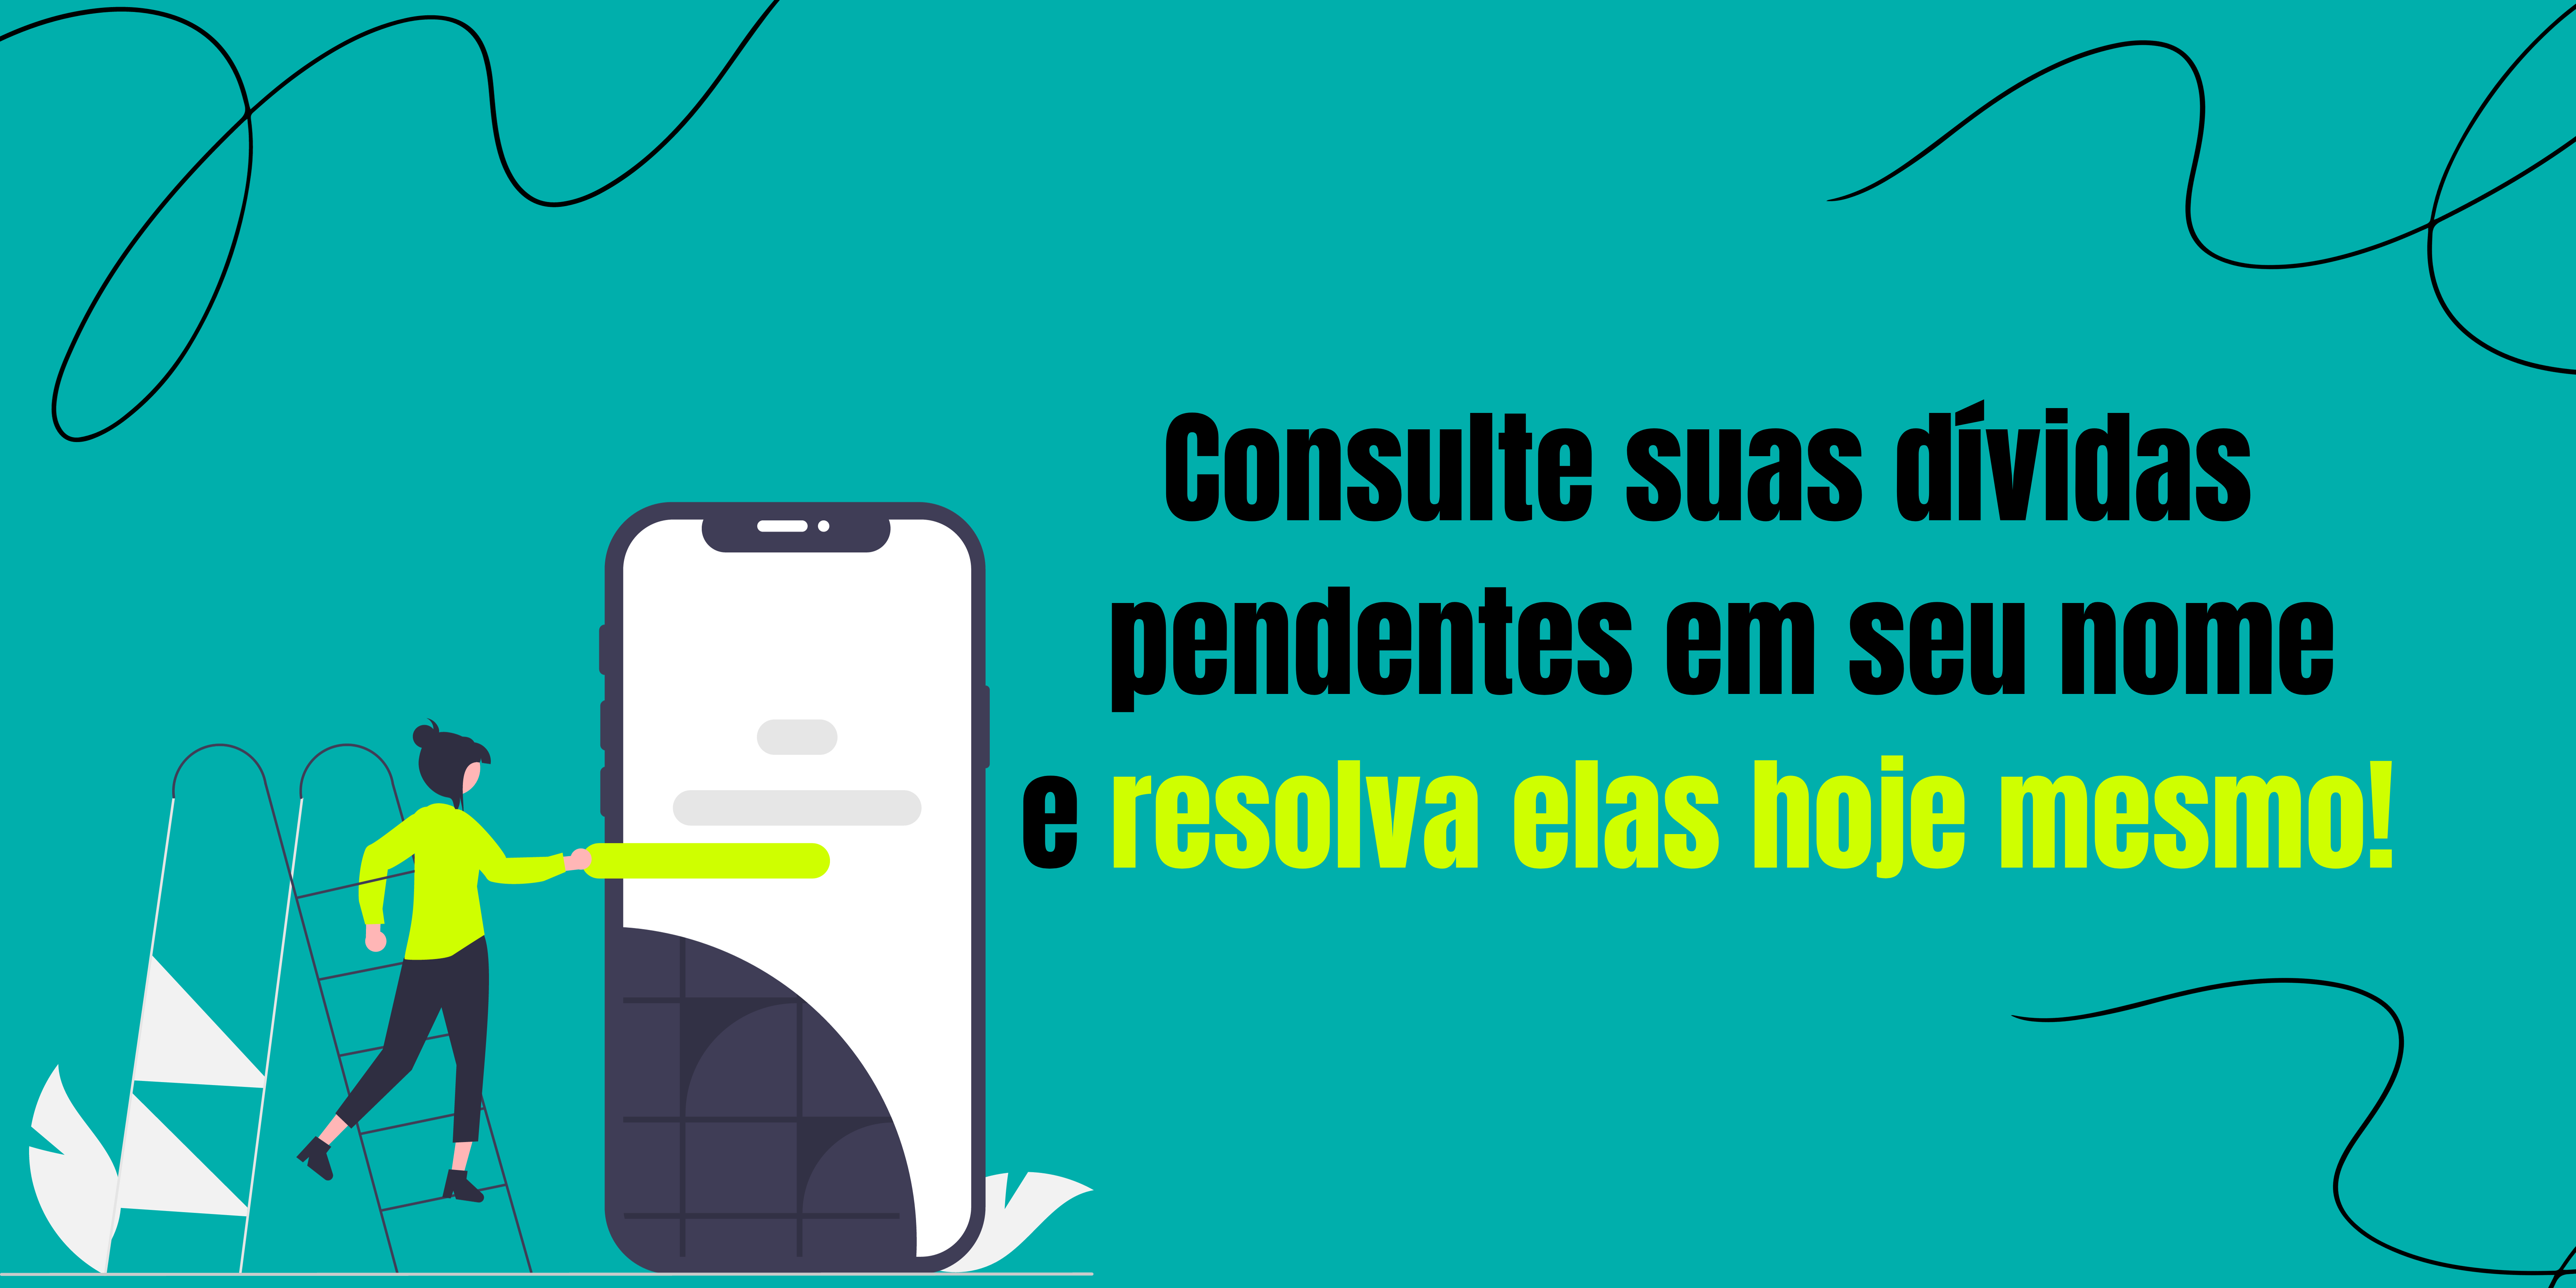 Consulte suas dívidas
pendentes em seu nome
e resolva elas hoje mesmo!